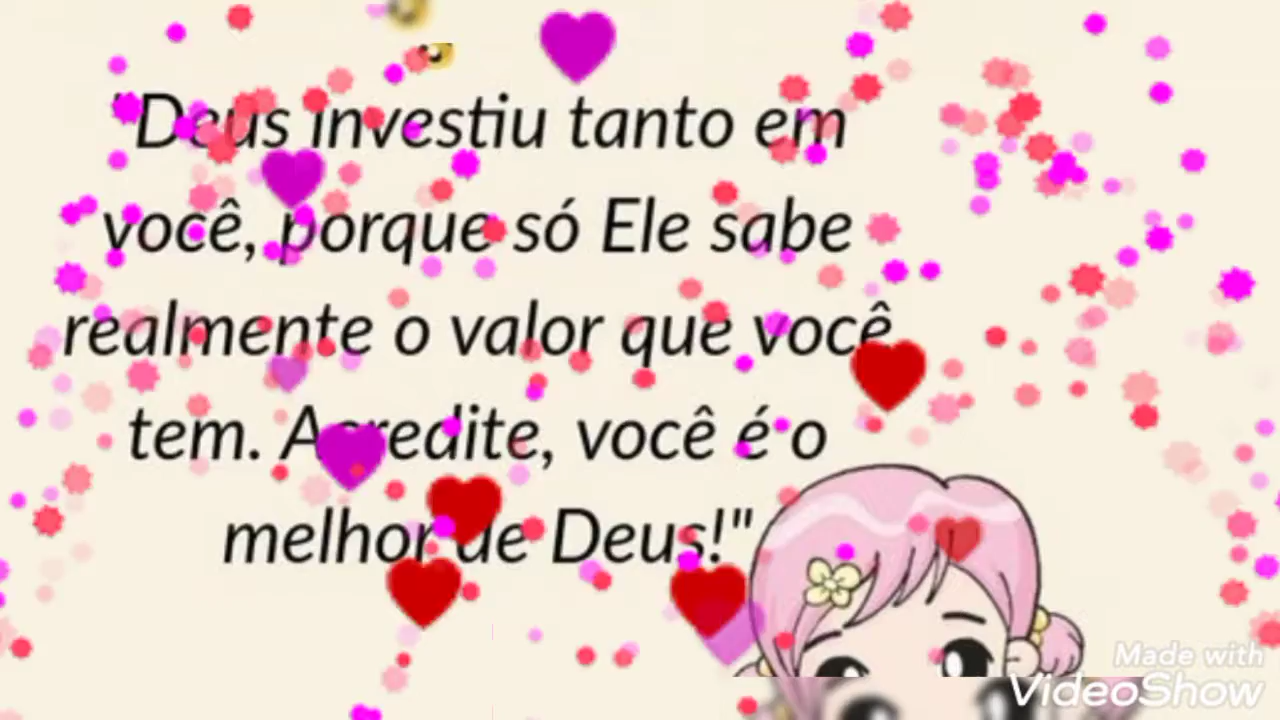 "Deus investiu tanto em
você, porque só Ele sabe
realmente o valor que você
tem. Acredite, você é o
melhor de Deus!"
Made with
VideoShow